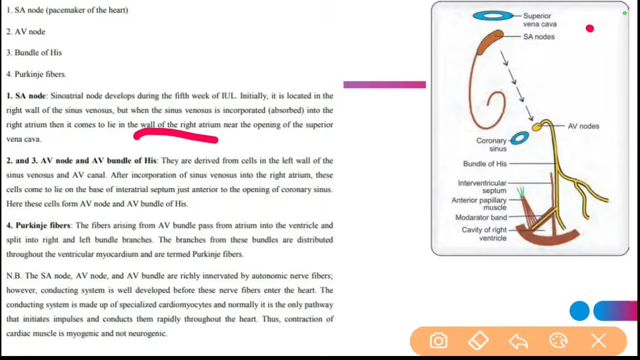 1. SA node (pacemaker of the heart)
2. AV node
3. Bundle of His
4. Purkinje fibers.
1. SA node: Sinoatrial node develops during the fifth week of IUL. Initially, it is located in the
right wall of the sinus venosus, but when the sinus venosus is incorporated (absorbed) into the
right atrium then it comes to lie in the wall of the right atrium near the opening of the superior
vena cava.
2. and 3. AV node and AV bundle of His: They are derived from cells in the left wall of the
sinus venosus and AV canal. After incorporation of sinus venosus into the right atrium, these
cells come to lie on the base of interatrial septum just anterior to the opening of coronary sinus.
Here these cells form AV node and AV bundle of His.
4. Purkinje fibers: The fibers arising from AV bundle pass from atrium into the ventricle and
split into right and left bundle branches. The branches from these bundles are distributed
throughout the ventricular myocardium and are termed Purkinje fibers.
N.B. The SA node, AV node, and AV bundle are richly innervated by autonomic nerve fibers;
however, conducting system is well developed before these nerve fibers enter the heart. The
conducting system is made up of specialized cardiomyocytes and normally it is the only pathway
that initiates impulses and conducts them rapidly throughout the heart. Thus, contraction of
cardiac muscle is myogenic and not neurogenic.
Superior
vena cava
SA nodes
AV nodes
Coronary
sinus
Bundle of His
Interventricular
septum
Anterior papillary
muscle
Modarator band
Cavity of right
ventricle